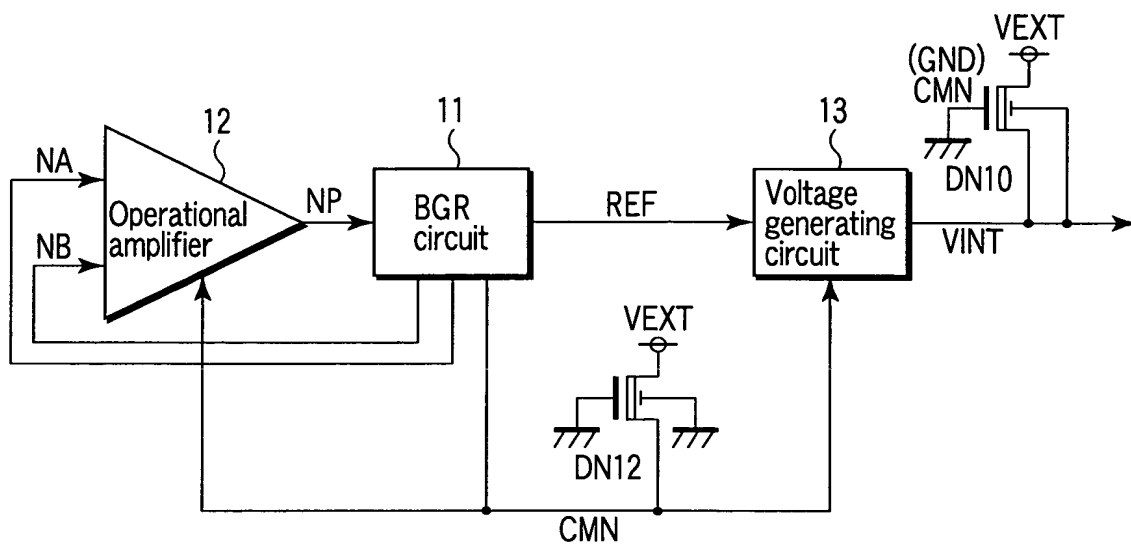 VEXT
(GND)
CMN
12
11
13
DN10
NA
NB
Operational
amplifier
NP
BGR
circuit
REF
Voltage
generating
circuit
VINT
VEXT
DN12
CMN